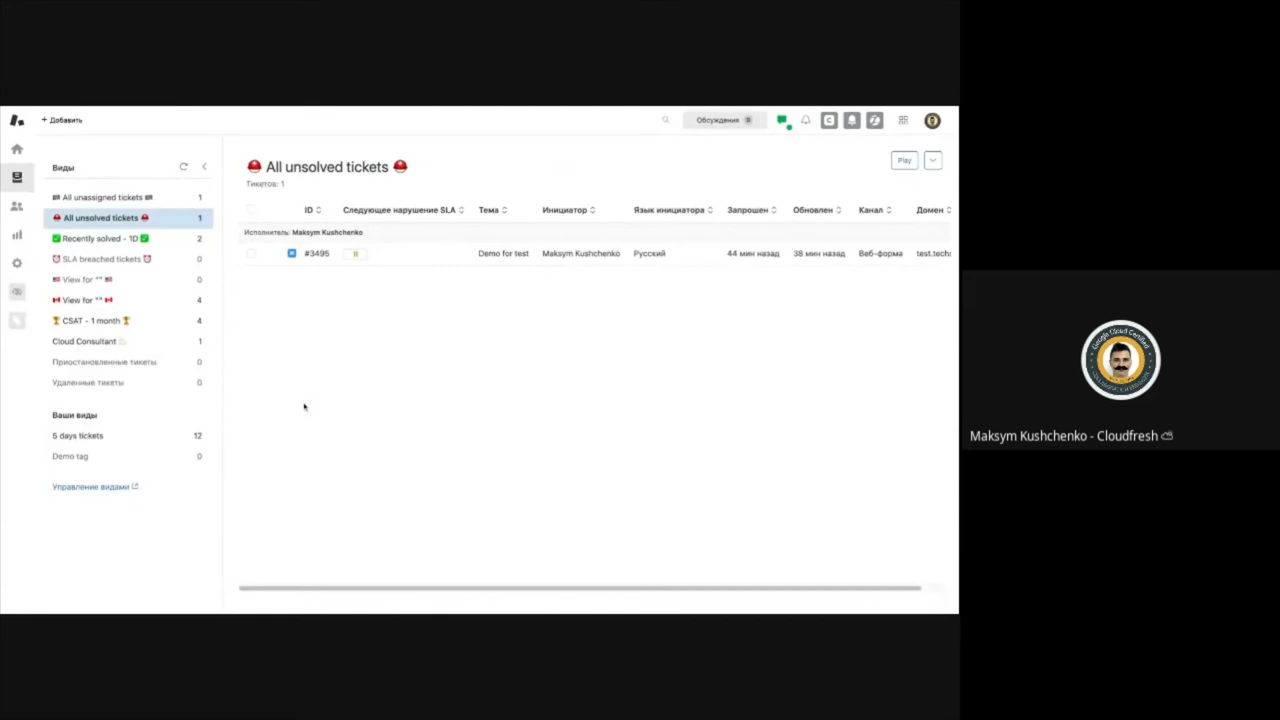 + Добавить
Обсуждения 0
Виды
All unassigned tickets 1
All unsolved tickets 1
Recently solved - 1D 2
SLA breached tickets 0
View for "" 0
View for "" 4
CSAT - 1 month 4
Cloud Consultant 1
Приостановленные тикеты 0
Удаленные тикеты 0
Ваши виды
5 days tickets 12
Demo tag 0
Управление видами
All unsolved tickets
Тикетов: 1
Play
ID Следующее нарушение SLA Тема Инициатор Язык инициатора Запрошен Обновлен Канал Домен
Исполнитель: Maksym Kushchenko
#3495 Demo for test Maksym Kushchenko Русский 44 мин назад 38 мин назад Веб-форма test.tech
Maksym Kushchenko - Cloudfresh